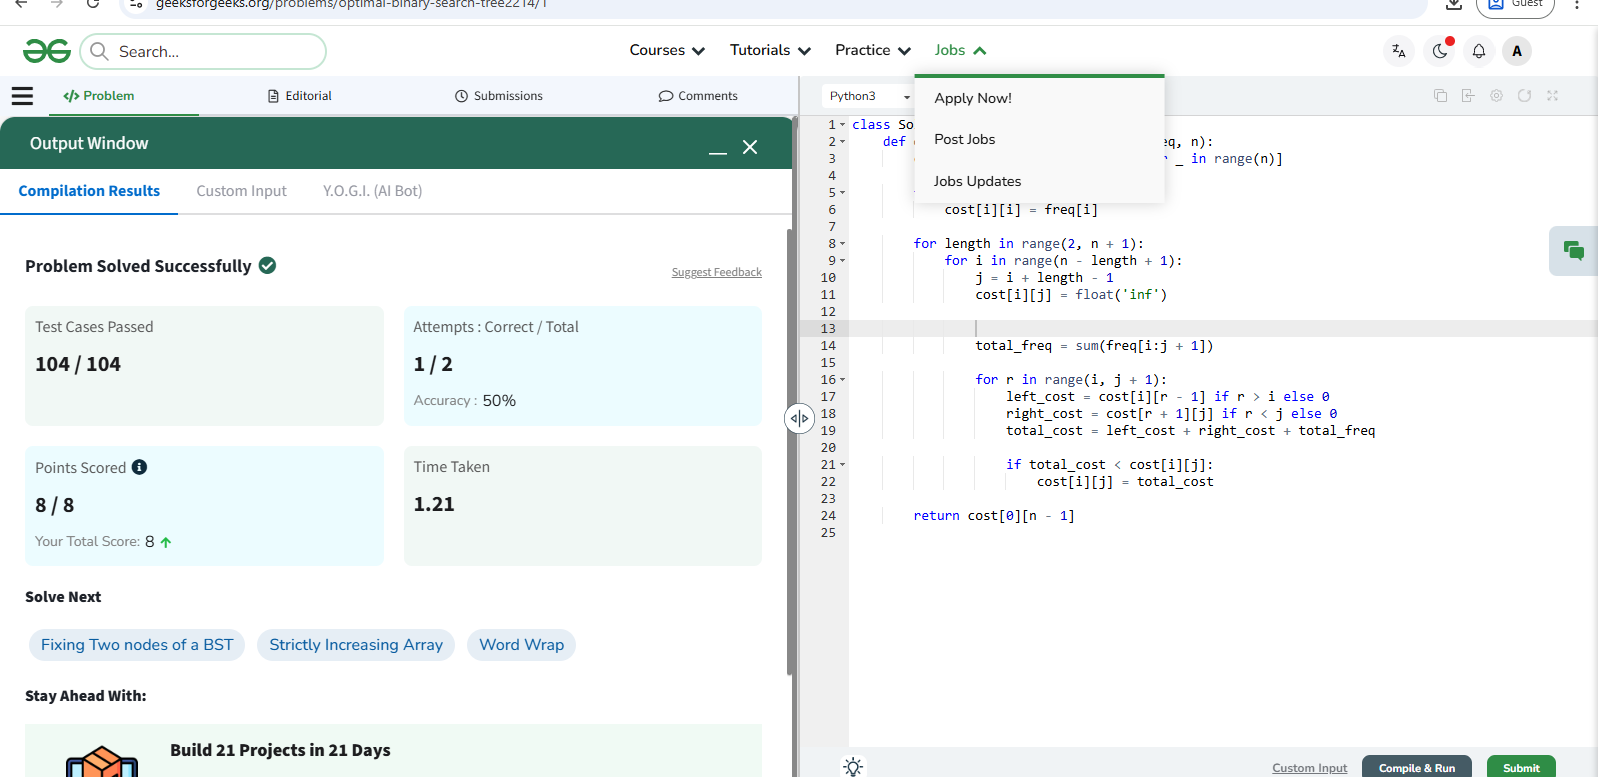 geeksforgeeks.org/problems/optimal-binary-search-tree2214/1
Guest
Search...
Courses
Tutorials
Practice
Jobs
A
Problem
Editorial
Submissions
Comments
Python3
Apply Now!
Post Jobs
Jobs Updates
Output Window
Compilation Results
Custom Input
Y.O.G.I. (AI Bot)
Problem Solved Successfully
Suggest Feedback
Test Cases Passed
104 / 104
Attempts : Correct / Total
1 / 2
Accuracy : 50%
Points Scored
8 / 8
Your Total Score: 8
Time Taken
1.21
Solve Next
Fixing Two nodes of a BST
Strictly Increasing Array
Word Wrap
Stay Ahead With:
Build 21 Projects in 21 Days
1 class So
2 def eq, n):
3 _ in range(n)]
4
5
6 cost[i][i] = freq[i]
7
8 for length in range(2, n + 1):
9 for i in range(n - length + 1):
10 j = i + length - 1
11 cost[i][j] = float('inf')
12
13
14 total_freq = sum(freq[i:j + 1])
15
16 for r in range(i, j + 1):
17 left_cost = cost[i][r - 1] if r > i else 0
18 right_cost = cost[r + 1][j] if r < j else 0
19 total_cost = left_cost + right_cost + total_freq
20
21 if total_cost < cost[i][j]:
22 cost[i][j] = total_cost
23
24 return cost[0][n - 1]
25
Custom Input
Compile & Run
Submit